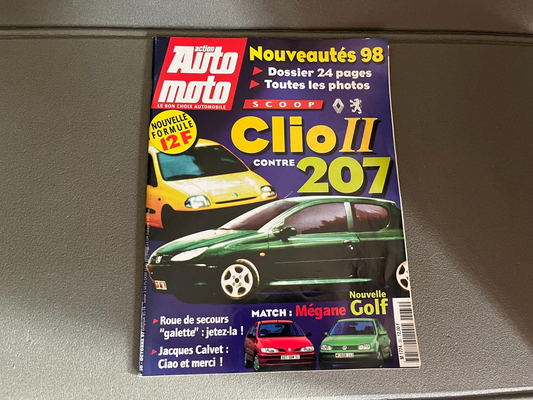 action
Auto
moto
LE BON CHOIX AUTOMOBILE
Nouveautés 98
Dossier 24 pages
Toutes les photos
SCOOP
NOUVELLE
FORMULE
12F
Clio II
CONTRE
207
Roue de secours
"galette" : jetez-la !
Jacques Calvet :
Ciao et merci !
MATCH : Mégane
Nouvelle
Golf